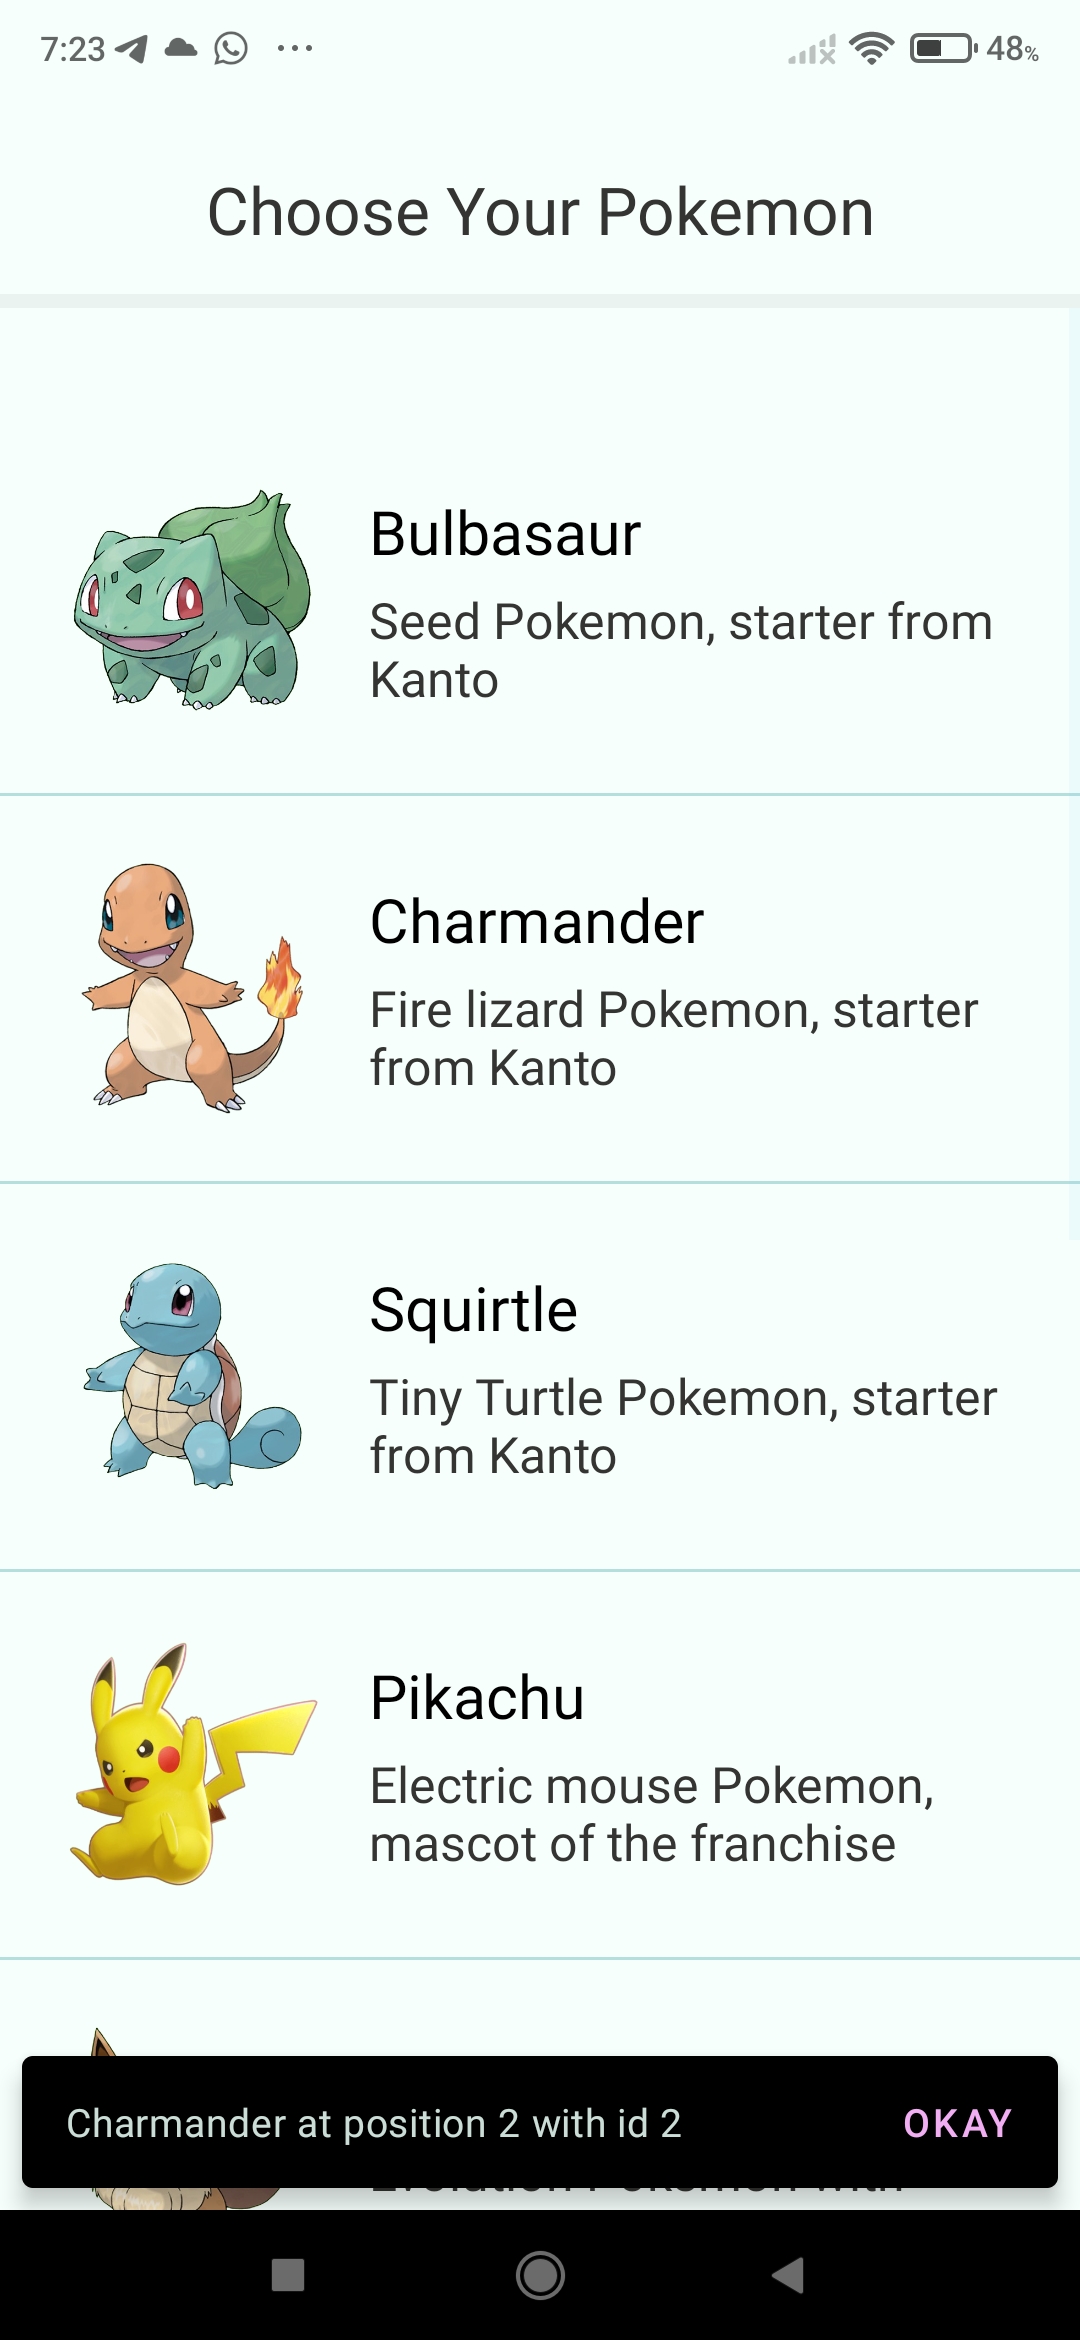 7:23
48%
Choose Your Pokemon
Bulbasaur
Seed Pokemon, starter from
Kanto
Charmander
Fire lizard Pokemon, starter
from Kanto
Squirtle
Tiny Turtle Pokemon, starter
from Kanto
Pikachu
Electric mouse Pokemon,
mascot of the franchise
Charmander at position 2 with id 2
OKAY